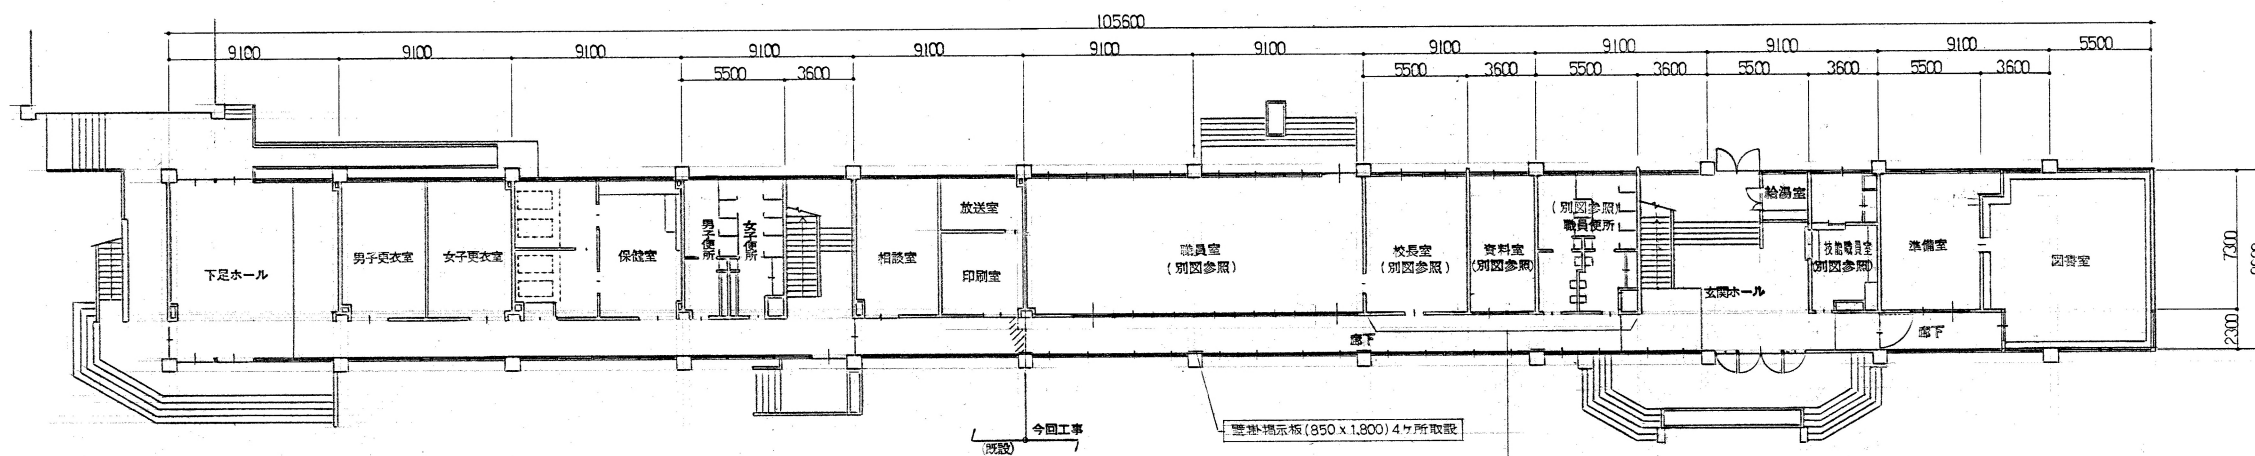 105600
9100 9100 9100 9100 9100 9100 9100 9100 9100 9100 9100 5500
5500 3600 5500 3600 5500 3600 5500 3600 5500 3600
下足ホール
男子更衣室
女子更衣室
保健室
男子便所
女子便所
相談室
放送室
印刷室
職員室
(別図参照)
校長室
(別図参照)
資料室
(別図参照)
(別図参照)
職員便所
給湯室
玄関ホール
技能職員室
(別図参照)
準備室
図書室
廊下
廊下
7300
2300
今回工事
(既設)
壁掛掲示板(850x1,800)4ヶ所取設